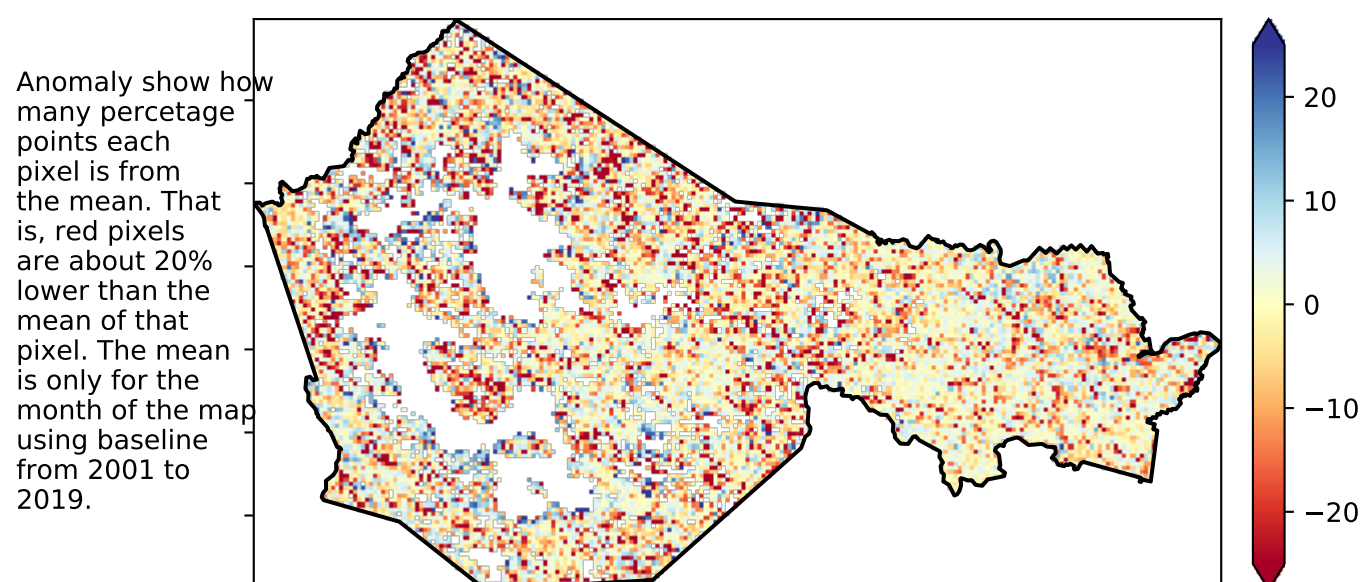 Anomaly show how
many percetage
points each
pixel is from
the mean. That
is, red pixels
are about 20%
lower than the
mean of that
pixel. The mean
is only for the
month of the map
using baseline
from 2001 to
2019.
20
10
0
−10
−20